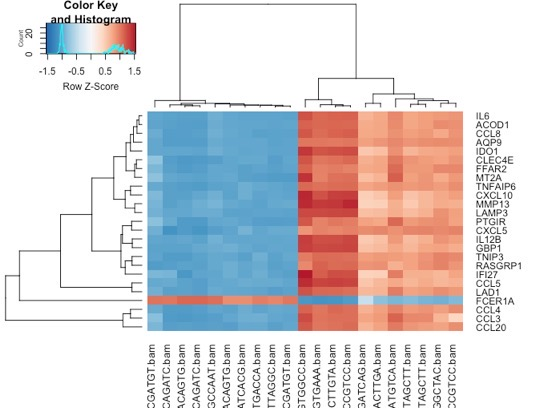 Color Key
and Histogram
Count
0 20
-1.5 -0.5 0.5 1.5
Row Z-Score
IL6
ACOD1
CCL8
AQP9
IDO1
CLEC4E
FFAR2
MT2A
TNFAIP6
CXCL10
MMP13
LAMP3
PTGIR
CXCL5
IL12B
GBP1
TNIP3
RASGRP1
IFI27
CCL5
LAD1
FCER1A
CCL4
CCL3
CCL20
CGATGT.bam
CAGATC.bam
ACAGTG.bam
CAGATC.bam
GCCAAT.bam
ACAGTG.bam
ATCACG.bam
TGACCA.bam
TTAGGC.bam
CGATGT.bam
GTGGCC.bam
GTGAAA.bam
CTTGTA.bam
CCGTCC.bam
GATCAG.bam
ACTTGA.bam
ATGTCA.bam
TAGCTT.bam
TAGCTT.bam
GGCTAC.bam
CCGTCC.bam